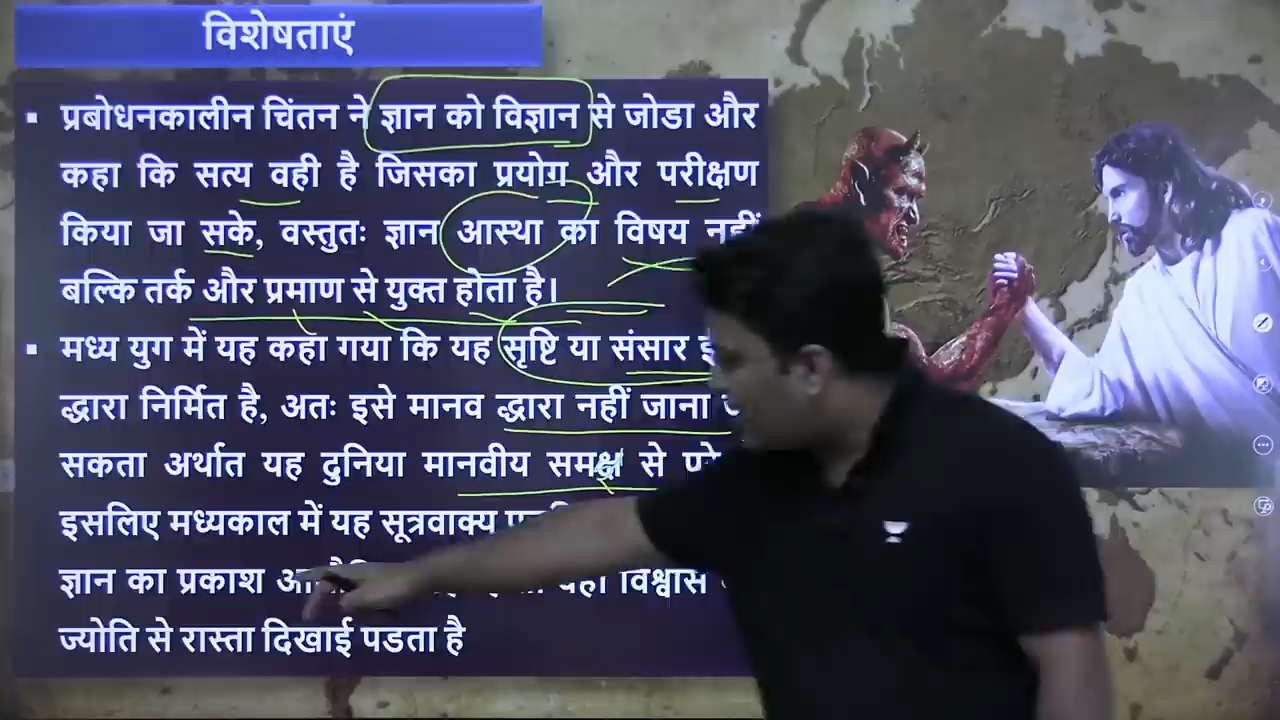 विशेषताएं
▪ प्रबोधनकालीन चिंतन ने ज्ञान को विज्ञान से जोडा और
कहा कि सत्य वही है जिसका प्रयोग और परीक्षण
किया जा सके, वस्तुतः ज्ञान आस्था का विषय नहीं
बल्कि तर्क और प्रमाण से युक्त होता है।
▪ मध्य युग में यह कहा गया कि यह सृष्टि या संसार
द्धारा निर्मित है, अतः इसे मानव द्धारा नहीं जाना
सकता अर्थात यह दुनिया मानवीय समक्ष से
इसलिए मध्यकाल में यह सूत्रवाक्य
ज्ञान का प्रकाश विश्वास
ज्योति से रास्ता दिखाई पडता है